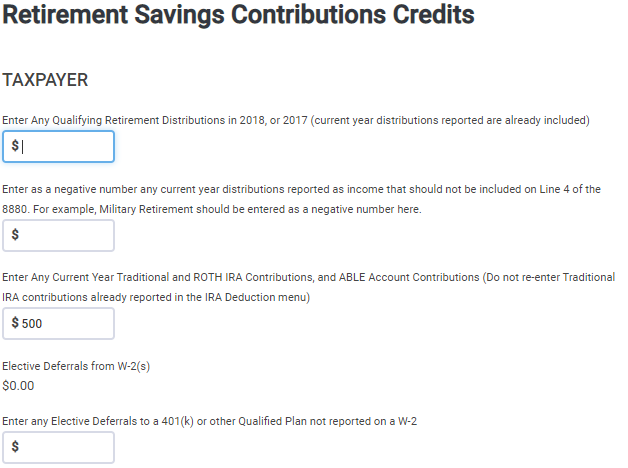 Retirement Savings Contributions Credits
TAXPAYER
Enter Any Qualifying Retirement Distributions in 2018, or 2017 (current year distributions reported are already included)
$
Enter as a negative number any current year distributions reported as income that should not be included on Line 4 of the
8880. For example, Military Retirement should be entered as a negative number here.
$
Enter Any Current Year Traditional and ROTH IRA Contributions, and ABLE Account Contributions (Do not re-enter Traditional
IRA contributions already reported in the IRA Deduction menu)
$ 500
Elective Deferrals from W-2(s)
$0.00
Enter any Elective Deferrals to a 401(k) or other Qualified Plan not reported on a W-2
$